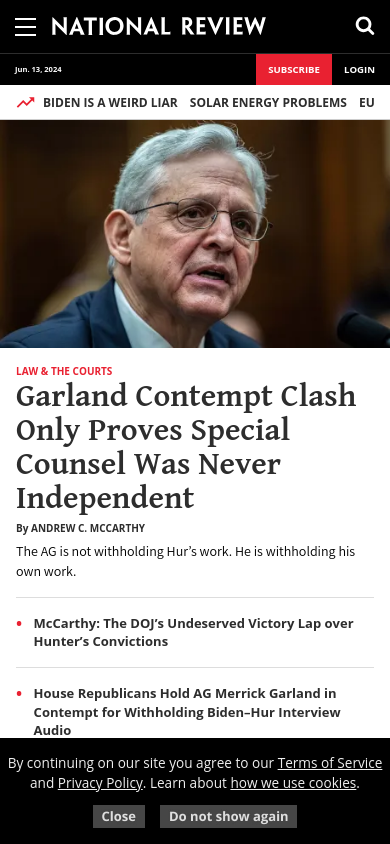 NATIONAL REVIEW
Jun. 13, 2024
SUBSCRIBE
LOGIN
BIDEN IS A WEIRD LIAR SOLAR ENERGY PROBLEMS EU
LAW & THE COURTS
Garland Contempt Clash
Only Proves Special
Counsel Was Never
Independent
By ANDREW C. MCCARTHY
The AG is not withholding Hur’s work. He is withholding his
own work.
• McCarthy: The DOJ’s Undeserved Victory Lap over
Hunter’s Convictions
• House Republicans Hold AG Merrick Garland in
Contempt for Withholding Biden–Hur Interview
Audio
By continuing on our site you agree to our Terms of Service
and Privacy Policy. Learn about how we use cookies.
Close
Do not show again